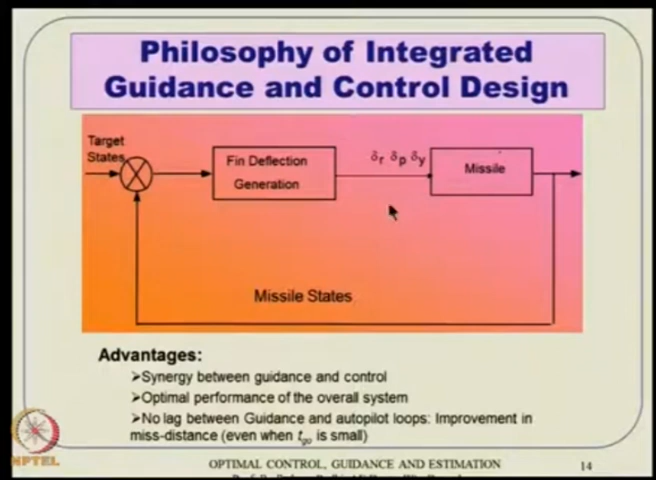 Philosophy of Integrated
Guidance and Control Design
Target
States
Fin Deflection
Generation
δr δp δy
Missile
Missile States
Advantages:
➢Synergy between guidance and control
➢Optimal performance of the overall system
➢No lag between Guidance and autopilot loops: Improvement in
miss-distance (even when tgo is small)
NPTEL
OPTIMAL CONTROL, GUIDANCE AND ESTIMATION
14